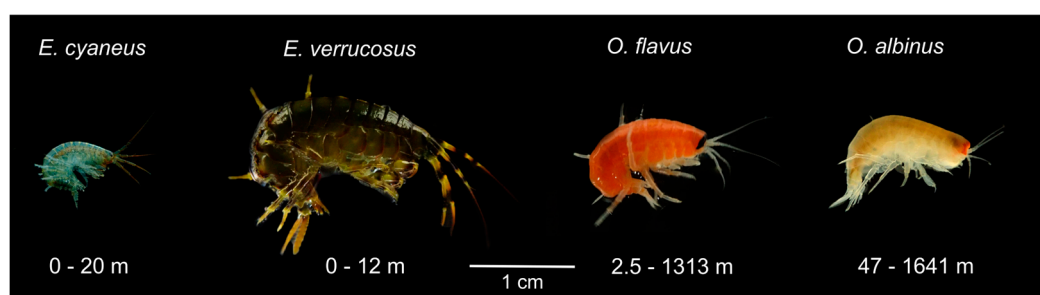 E. cyaneus
E. verrucosus
O. flavus
O. albinus
0 - 20 m
0 - 12 m
1 cm
2.5 - 1313 m
47 - 1641 m